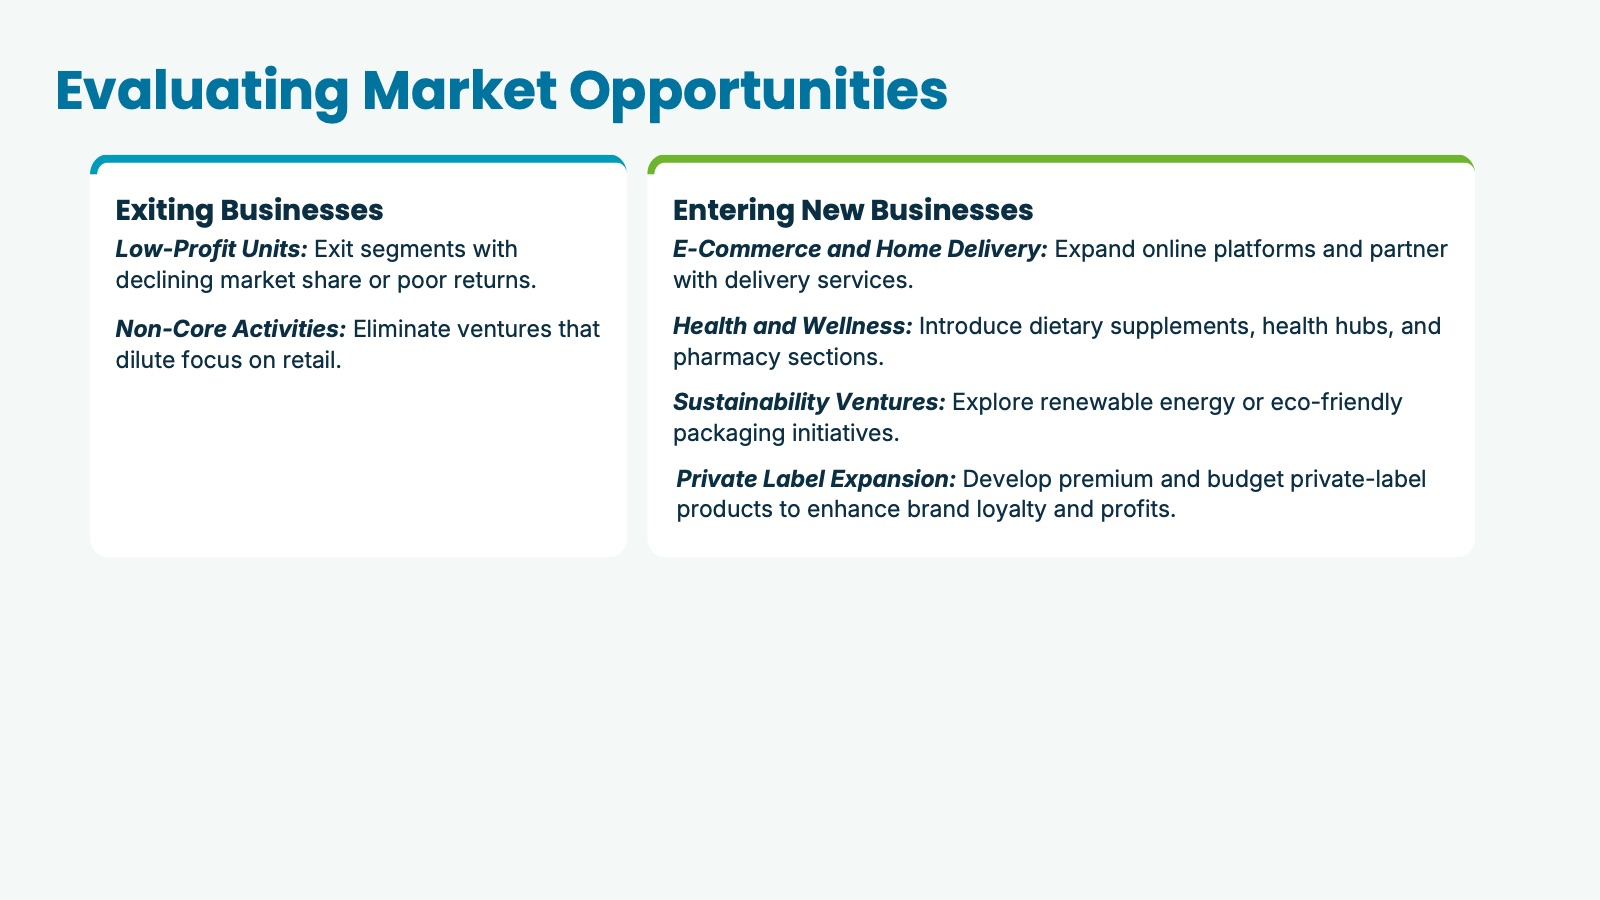 Evaluating Market Opportunities
Exiting Businesses
Low-Profit Units: Exit segments with
declining market share or poor returns.
Non-Core Activities: Eliminate ventures that
dilute focus on retail.
Entering New Businesses
E-Commerce and Home Delivery: Expand online platforms and partner
with delivery services.
Health and Wellness: Introduce dietary supplements, health hubs, and
pharmacy sections.
Sustainability Ventures: Explore renewable energy or eco-friendly
packaging initiatives.
Private Label Expansion: Develop premium and budget private-label
products to enhance brand loyalty and profits.